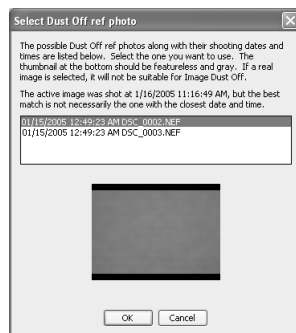 Select Dust Off ref photo
The possible Dust Off ref photos along with their shooting dates and
times are listed below. Select the one you want to use. The
thumbnail at the bottom should be featureless and gray. If a real
image is selected, it will not be suitable for Image Dust Off.
The active image was shot at 1/16/2005 11:16:49 AM, but the best
match is not necessarily the one with the closest date and time.
01/15/2005 12:49:23 AM DSC_0002.NEF
01/15/2005 12:49:23 AM DSC_0003.NEF
OK Cancel